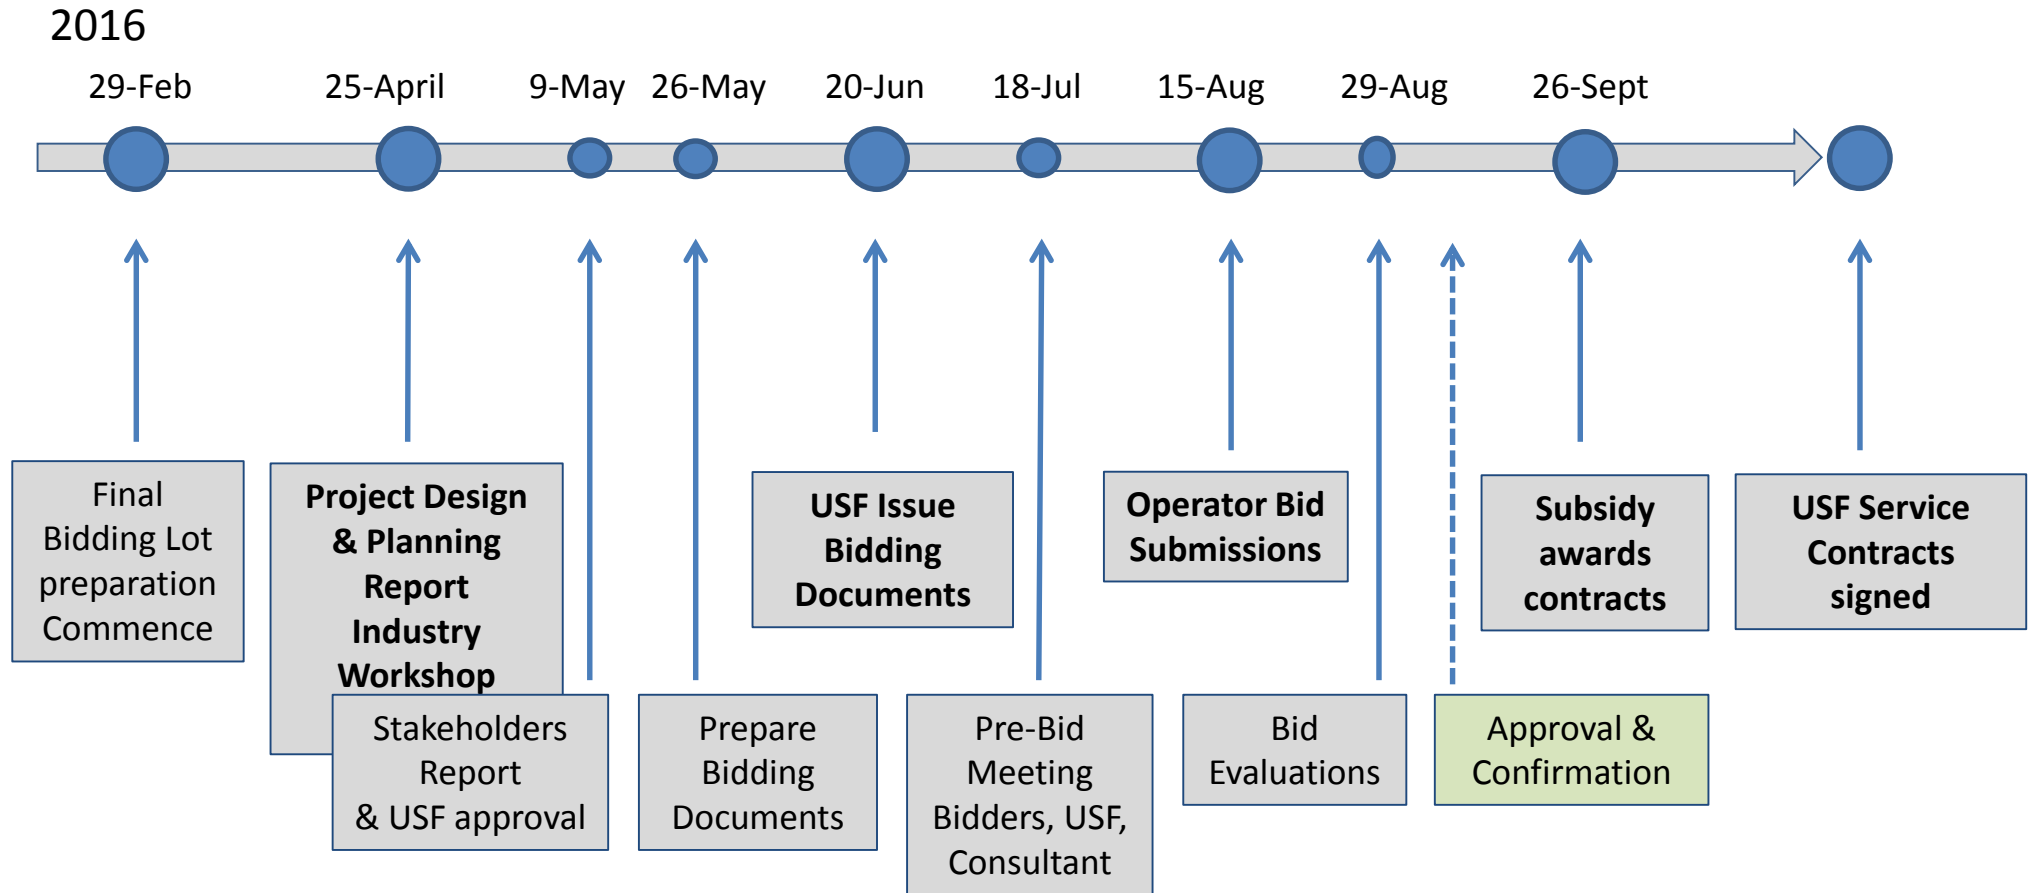 2016
29-Feb
25-April
9-May
26-May
20-Jun
18-Jul
15-Aug
29-Aug
26-Sept
Final
Bidding Lot
preparation
Commence
Project Design
& Planning
Report
Industry
Workshop
USF Issue
Bidding
Documents
Operator Bid
Submissions
Subsidy
awards
contracts
USF Service
Contracts
signed
Stakeholders
Report
& USF approval
Prepare
Bidding
Documents
Pre-Bid
Meeting
Bidders, USF,
Consultant
Bid
Evaluations
Approval &
Confirmation